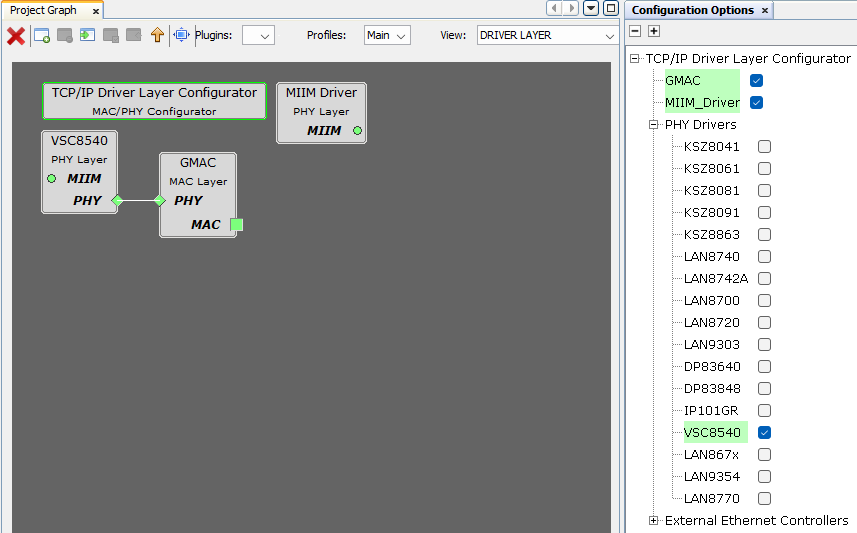 Project Graph
Plugins:
Profiles:
Main
View:
DRIVER LAYER
TCP/IP Driver Layer Configurator
MAC/PHY Configurator
MIIM Driver
PHY Layer
MIIM
VSC8540
PHY Layer
MIIM
PHY
GMAC
MAC Layer
PHY
MAC
Configuration Options
TCP/IP Driver Layer Configurator
GMAC
MIIM_Driver
PHY Drivers
KSZ8041
KSZ8061
KSZ8081
KSZ8091
KSZ8863
LAN8740
LAN8742A
LAN8700
LAN8720
LAN9303
DP83640
DP83848
IP101GR
VSC8540
LAN867x
LAN9354
LAN8770
External Ethernet Controllers